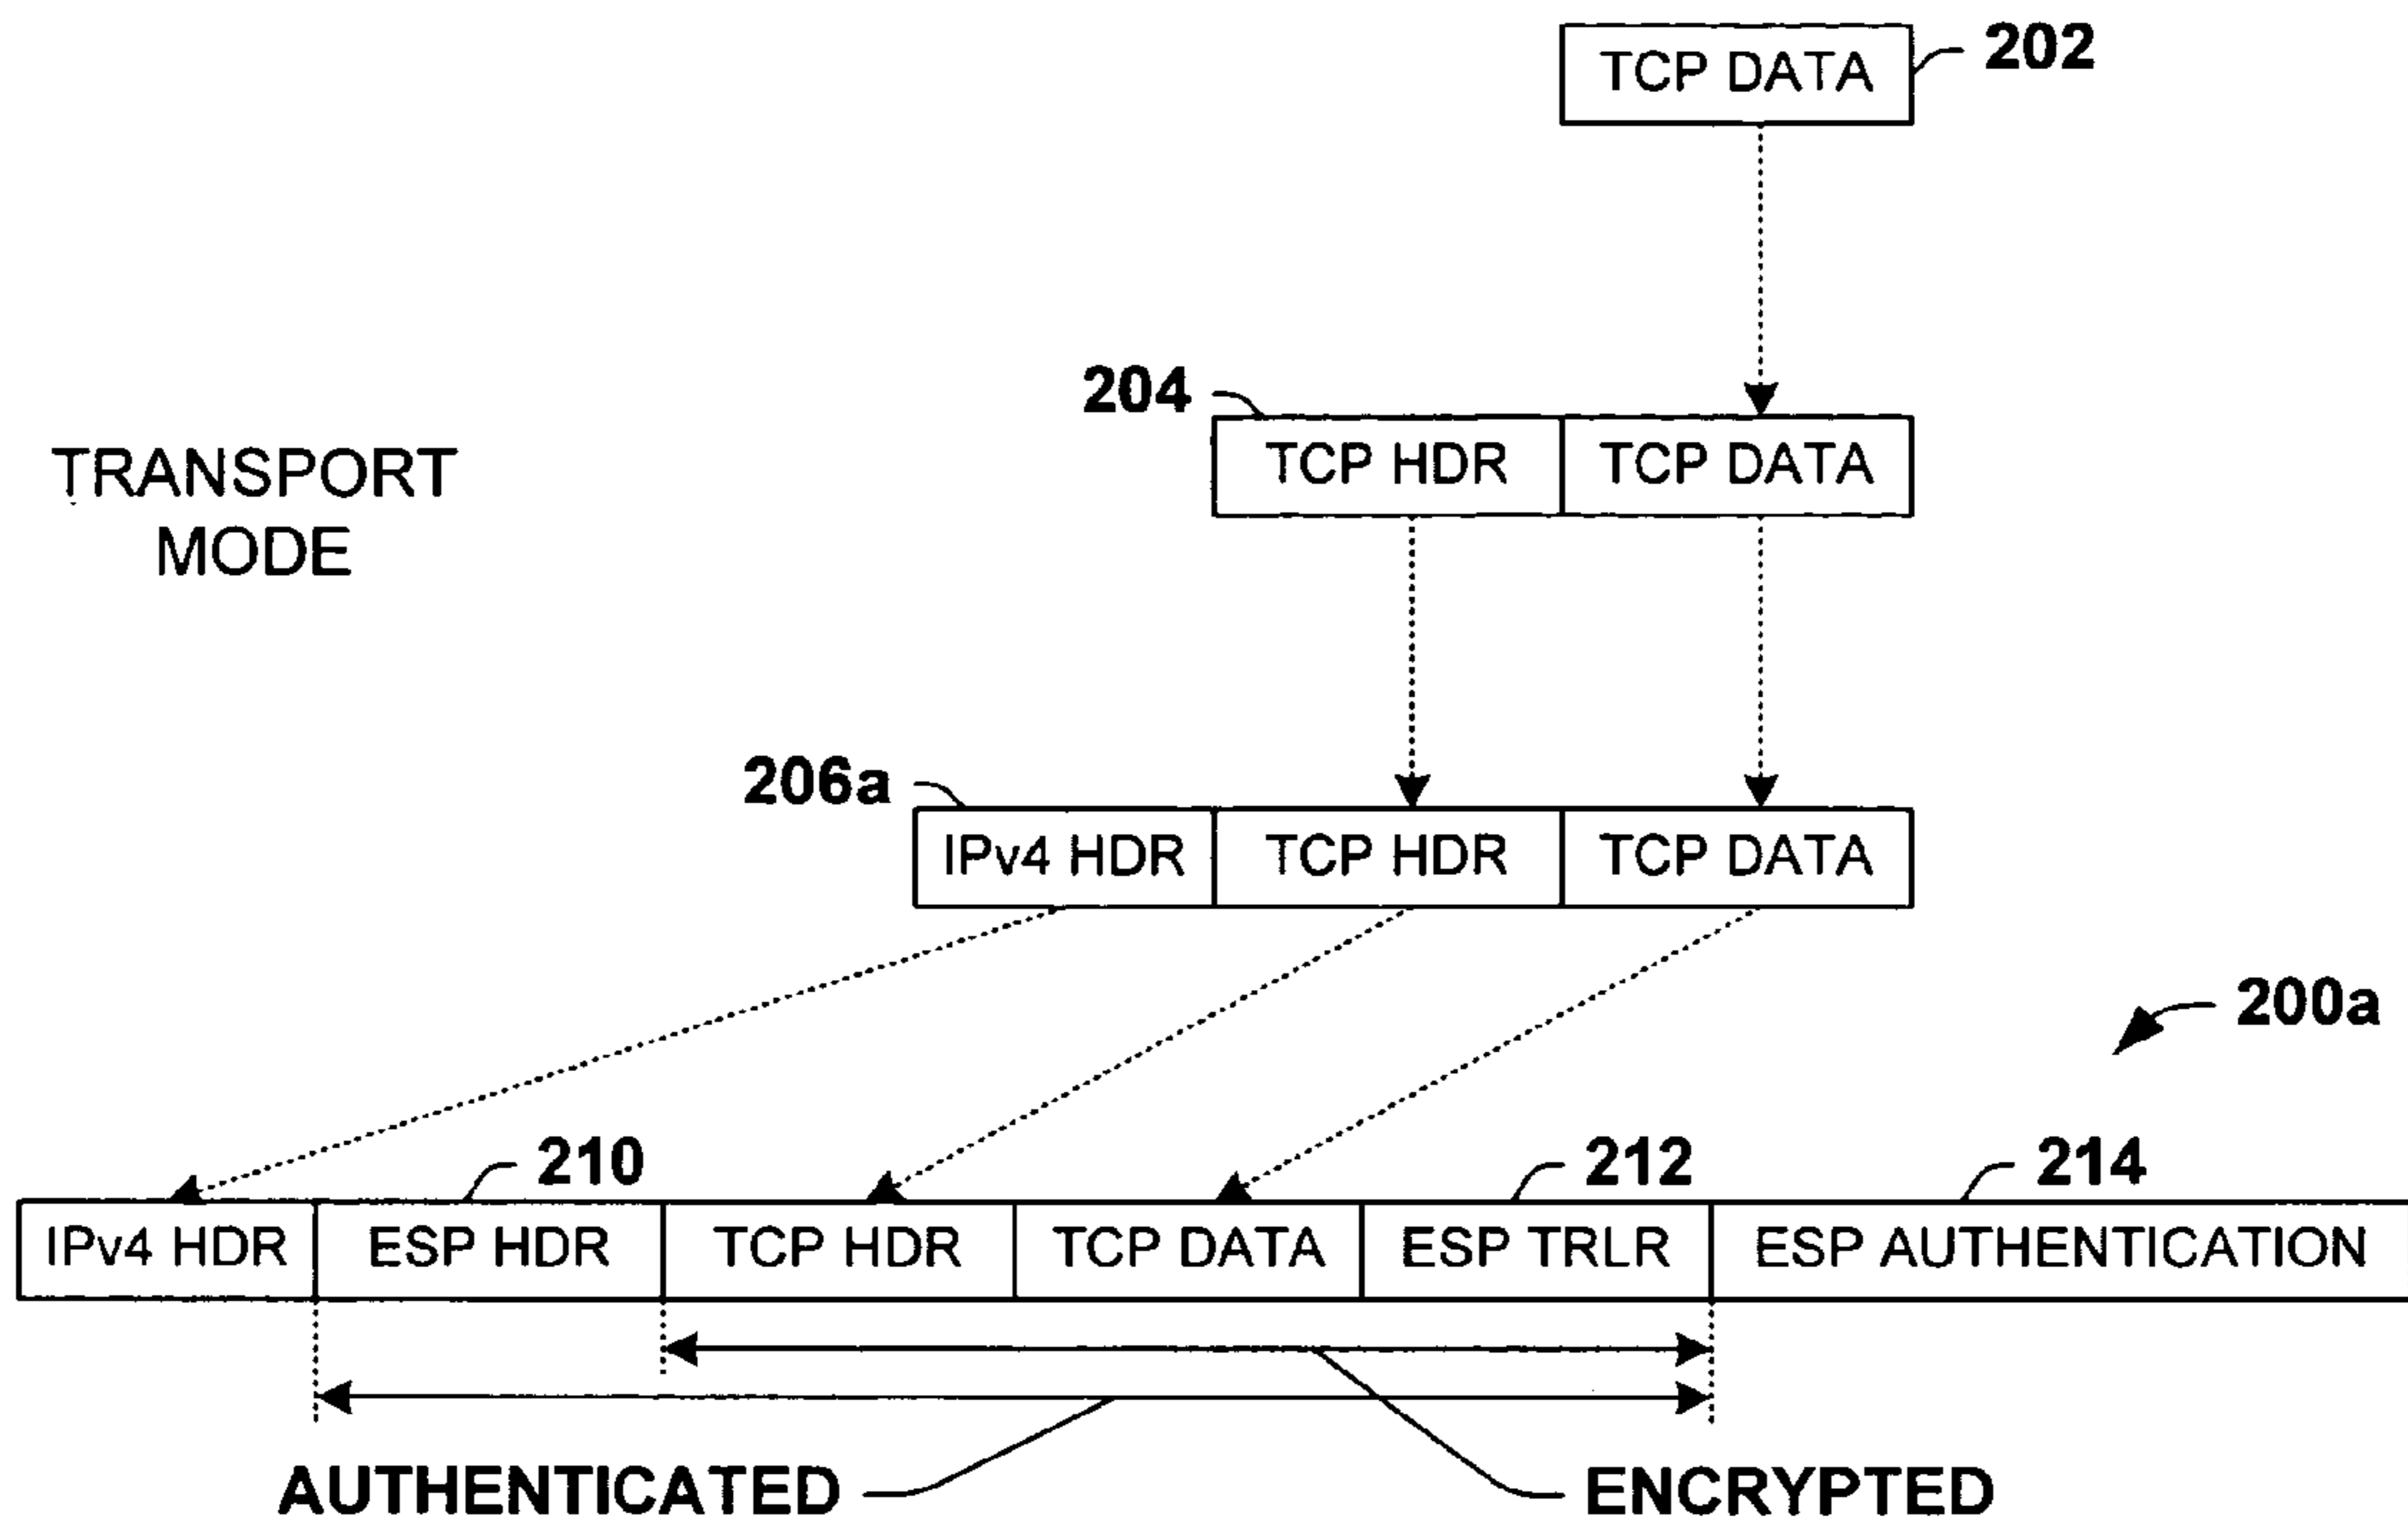 TCP DATA 202
204
TCP HDR TCP DATA
TRANSPORT
MODE
206a
IPv4 HDR TCP HDR TCP DATA
200a
210 212 214
IPv4 HDR ESP HDR TCP HDR TCP DATA ESP TRLR ESP AUTHENTICATION
AUTHENTICATED ENCRYPTED